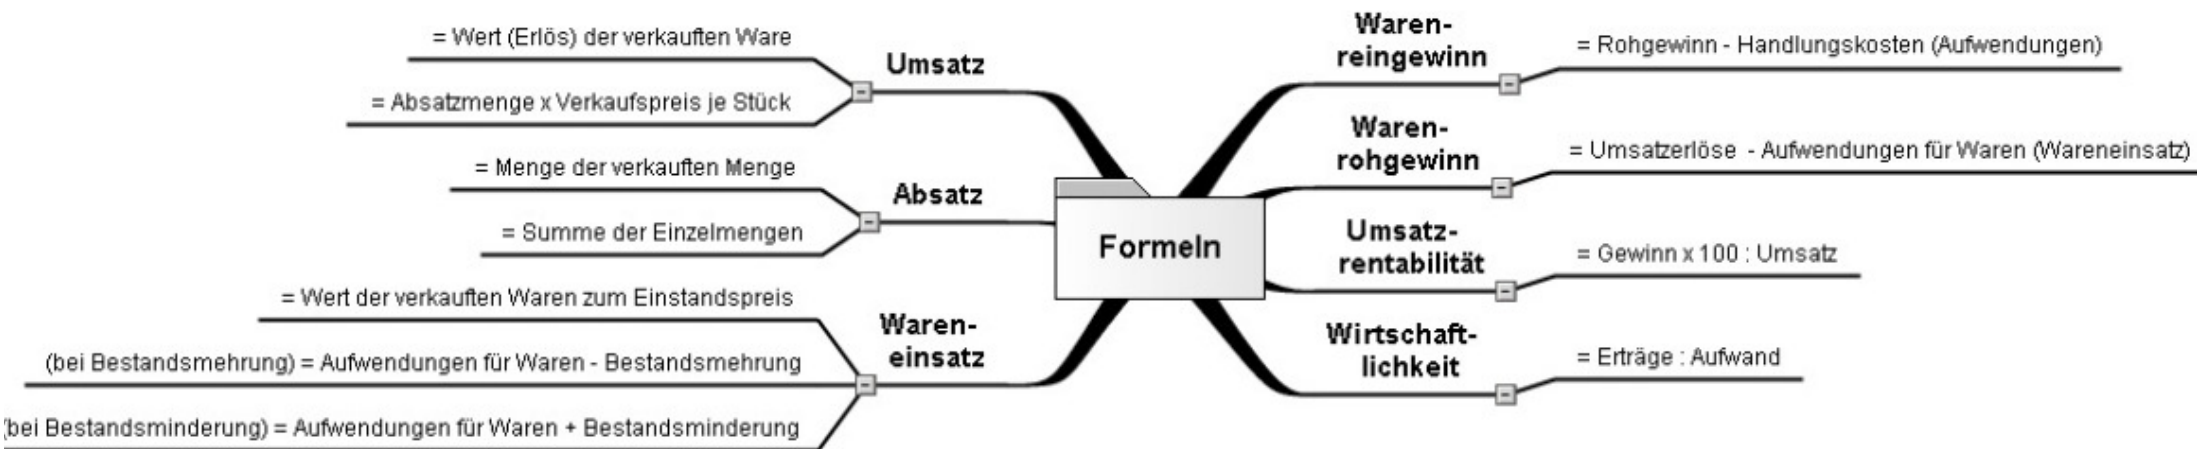 Formeln
Umsatz
= Wert (Erlös) der verkauften Ware
= Absatzmenge x Verkaufspreis je Stück
Absatz
= Menge der verkauften Menge
= Summe der Einzelmengen
Waren-
einsatz
= Wert der verkauften Waren zum Einstandspreis
(bei Bestandsmehrung) = Aufwendungen für Waren - Bestandsmehrung
(bei Bestandsminderung) = Aufwendungen für Waren + Bestandsminderung
Waren-
reingewinn
= Rohgewinn - Handlungskosten (Aufwendungen)
Waren-
rohgewinn
= Umsatzerlöse - Aufwendungen für Waren (Wareneinsatz)
Umsatz-
rentabilität
= Gewinn x 100 : Umsatz
Wirtschaft-
lichkeit
= Erträge : Aufwand